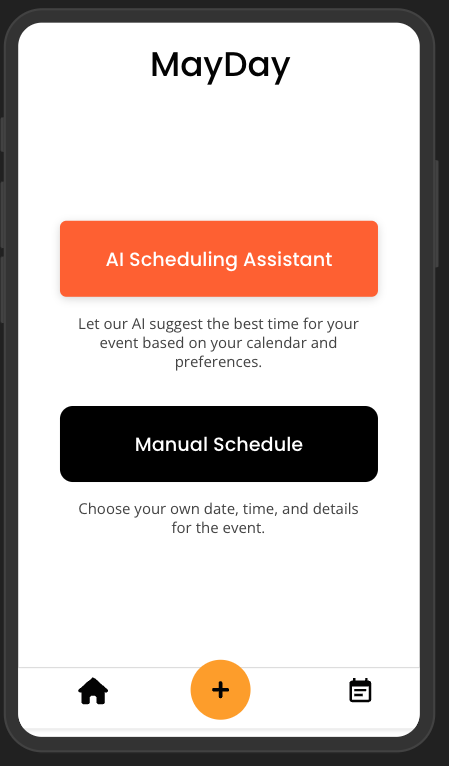 MayDay
AI Scheduling Assistant
Let our AI suggest the best time for your
event based on your calendar and
preferences.
Manual Schedule
Choose your own date, time, and details
for the event.